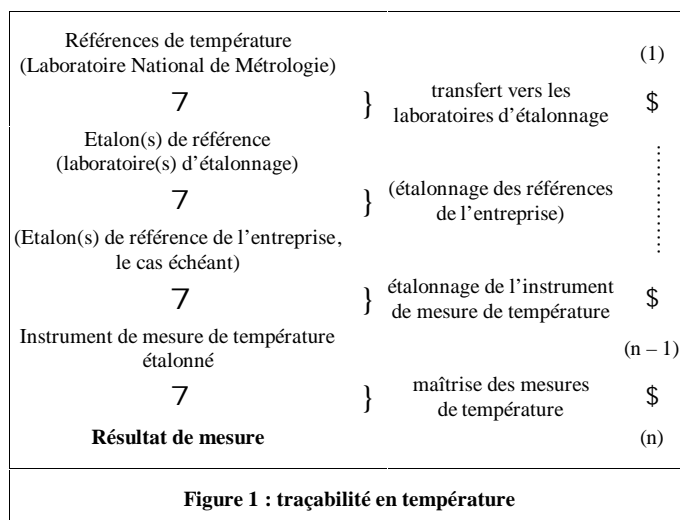 Références de température
(Laboratoire National de Métrologie)
(1)
7 } transfert vers les
laboratoires d'étalonnage $
Etalon(s) de référence
(laboratoire(s) d'étalonnage)
7 } (étalonnage des références
de l'entreprise)
(Etalon(s) de référence de l'entreprise,
le cas échéant)
7 } étalonnage de l'instrument
de mesure de température $
Instrument de mesure de température
étalonné
(n – 1)
7 } maîtrise des mesures
de température $
Résultat de mesure (n)
Figure 1 : traçabilité en température